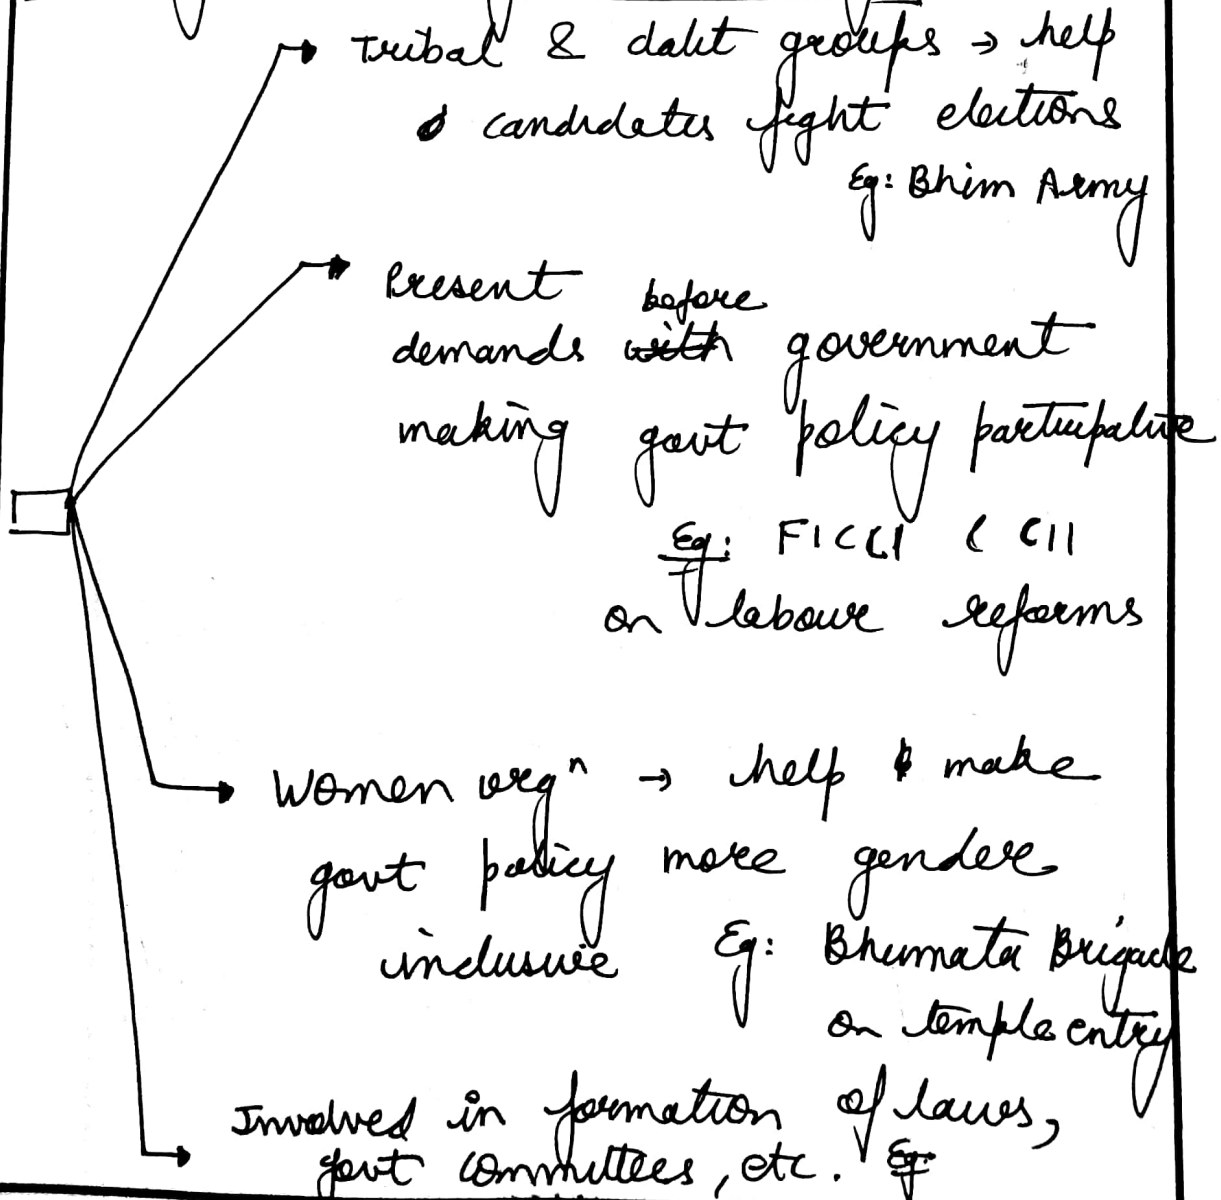 Tribal & dalit groups → help
candidates fight elections
Eg: Bhim Army
Present before
demands with government
making govt policy participative
Eg: FICCI & CII
on labour reforms
Women orgⁿ → help make
govt policy more gender
inclusive Eg: Bhumata Brigade
on temple entry
Involved in formation of laws,
govt committees, etc. Eg: